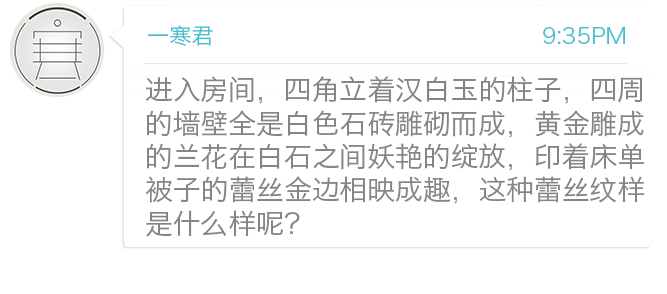 一寒君
9:35PM
进入房间，四角立着汉白玉的柱子，四周
的墙壁全是白色石砖雕砌而成，黄金雕成
的兰花在白石之间妖艳的绽放，印着床单
被子的蕾丝金边相映成趣，这种蕾丝纹样
是什么样呢？